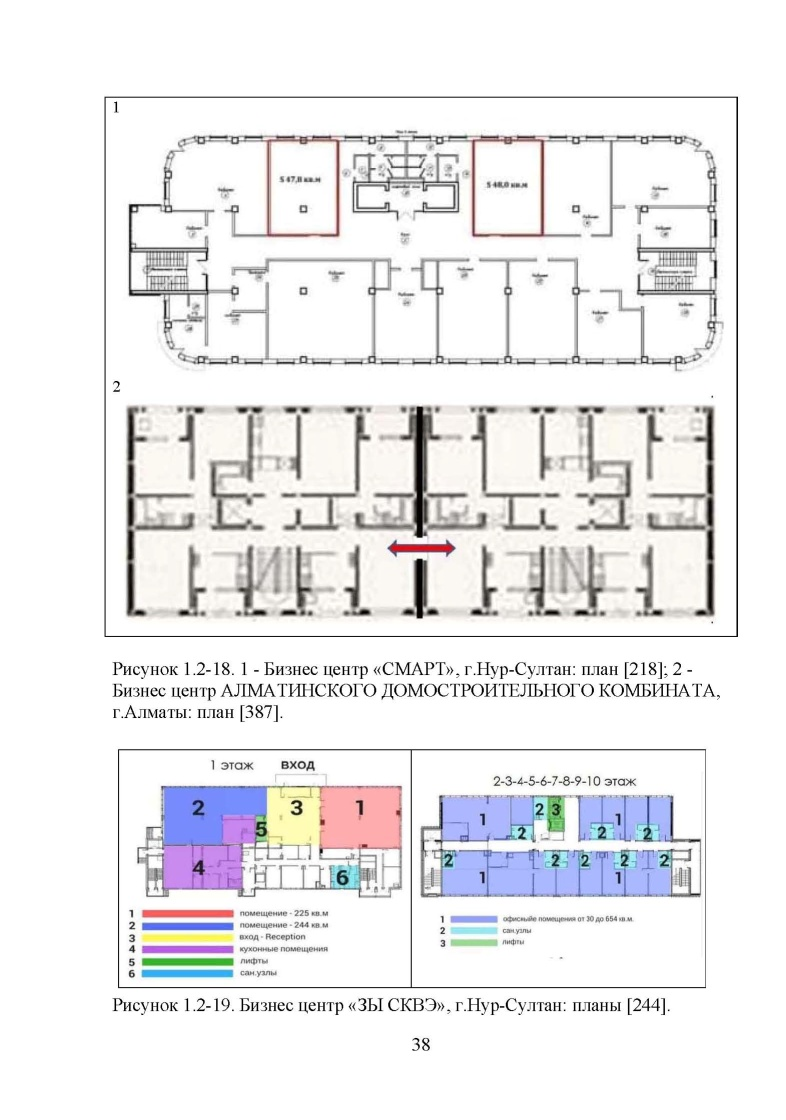 1
S 47,8 кв.м
S 48,0 кв.м
2
Рисунок 1.2-18. 1 - Бизнес центр «СМАРТ», г.Нур-Султан: план [218]; 2 -
Бизнес центр АЛМАТИНСКОГО ДОМОСТРОИТЕЛЬНОГО КОМБИНАТА,
г.Алматы: план [387].
1 этаж ВХОД
2 3 1
5
4 6
1 помещение - 225 кв.м
2 помещение - 244 кв.м
3 вход - Reception
4 кухонные помещения
5 лифты
6 сан.узлы
2-3-4-5-6-7-8-9-10 этаж
1 2 3 1
2 2 2
2 2 2 2 2
1 1
1 офискыйе помещения от 30 до 654 кв.м.
2 сан.узлы
3 лифты
Рисунок 1.2-19. Бизнес центр «ЗЫ СКВЭ», г.Нур-Султан: планы [244].
38